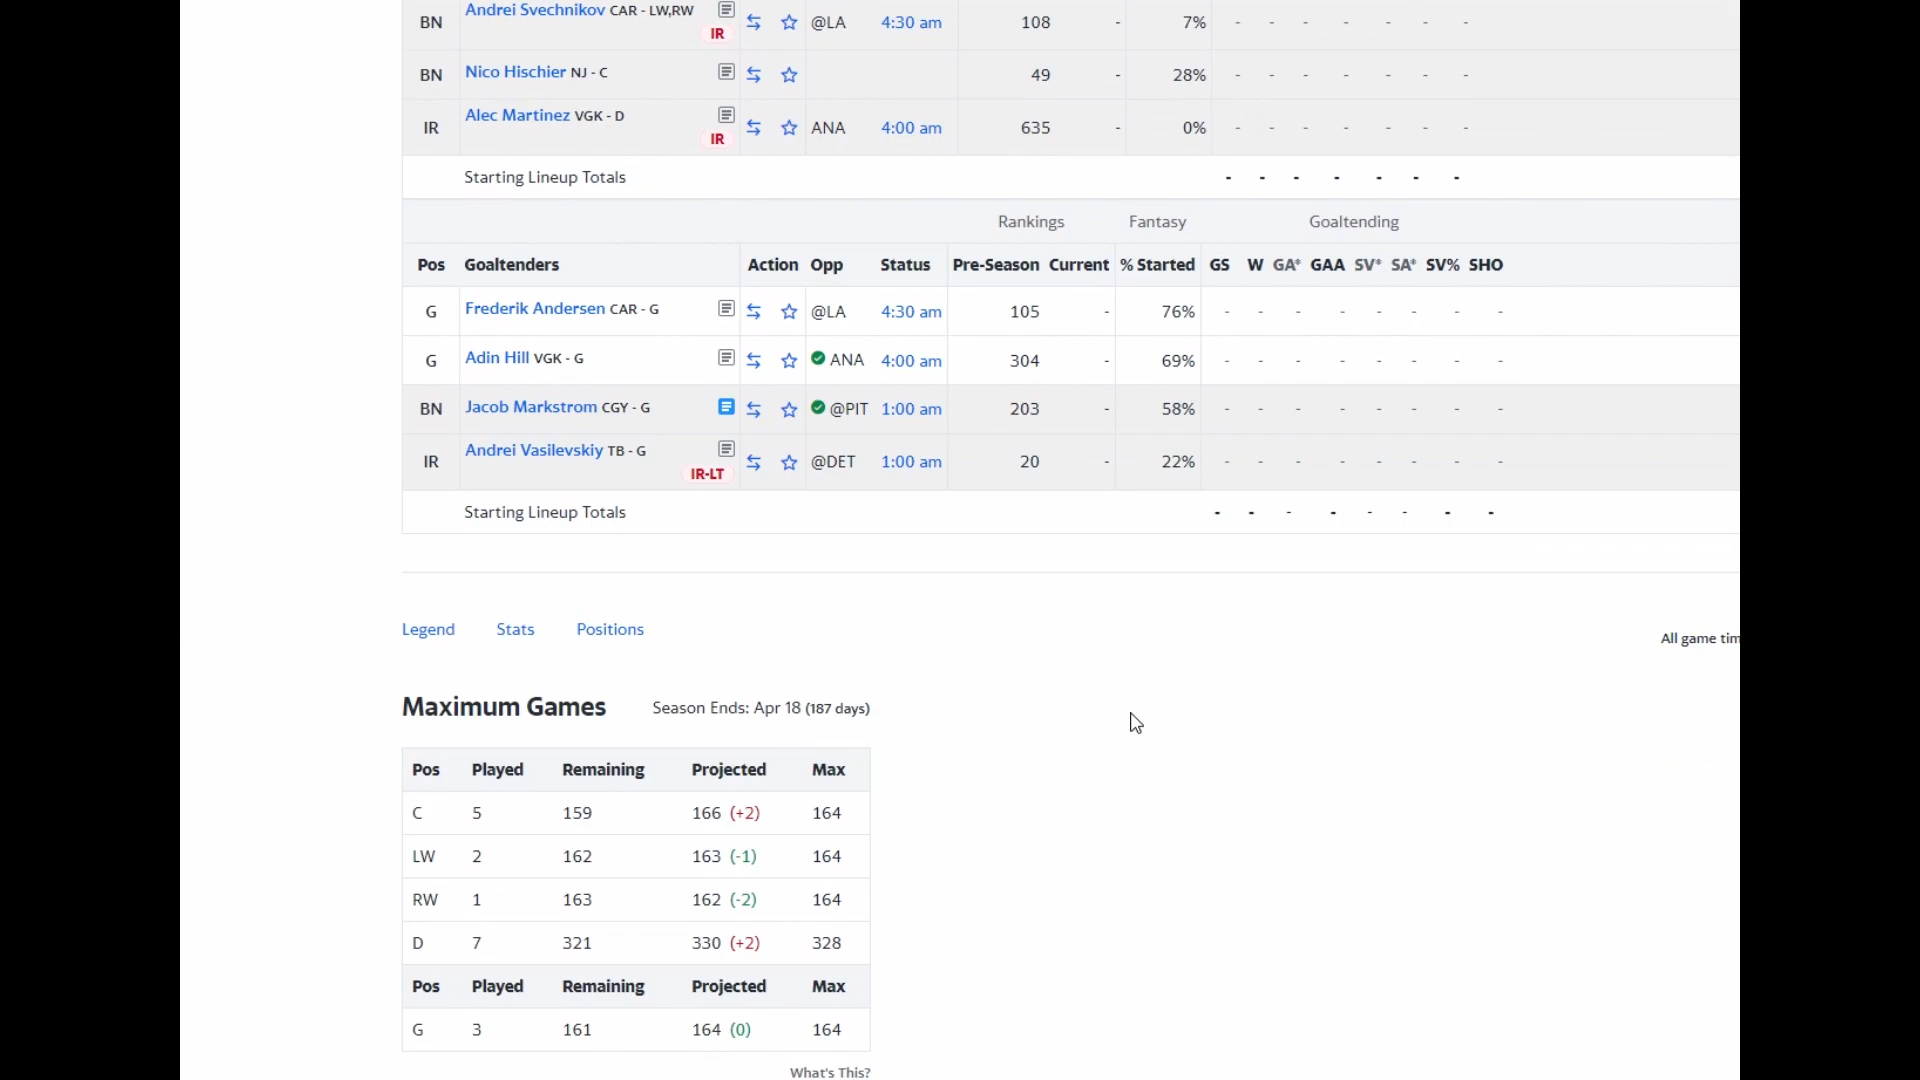 BN Andrei Svechnikov CAR - LW,RW IR @LA 4:30 am 108 - 7% - - - - - - -
BN Nico Hischier NJ - C 49 - 28% - - - - - - -
IR Alec Martinez VGK - D IR ANA 4:00 am 635 - 0% - - - - - - -
Starting Lineup Totals - - - - - - -
Rankings Fantasy Goaltending
Pos Goaltenders Action Opp Status Pre-Season Current % Started GS W GA* GAA SV* SA* SV% SHO
G Frederik Andersen CAR - G @LA 4:30 am 105 - 76% - - - - - - - -
G Adin Hill VGK - G ANA 4:00 am 304 - 69% - - - - - - - -
BN Jacob Markstrom CGY - G @PIT 1:00 am 203 - 58% - - - - - - - -
IR Andrei Vasilevskiy TB - G IR-LT @DET 1:00 am 20 - 22% - - - - - - - -
Starting Lineup Totals - - - - - - - -
Legend Stats Positions
All game tim
Maximum Games Season Ends: Apr 18 (187 days)
Pos Played Remaining Projected Max
C 5 159 166 (+2) 164
LW 2 162 163 (-1) 164
RW 1 163 162 (-2) 164
D 7 321 330 (+2) 328
Pos Played Remaining Projected Max
G 3 161 164 (0) 164
What's This?